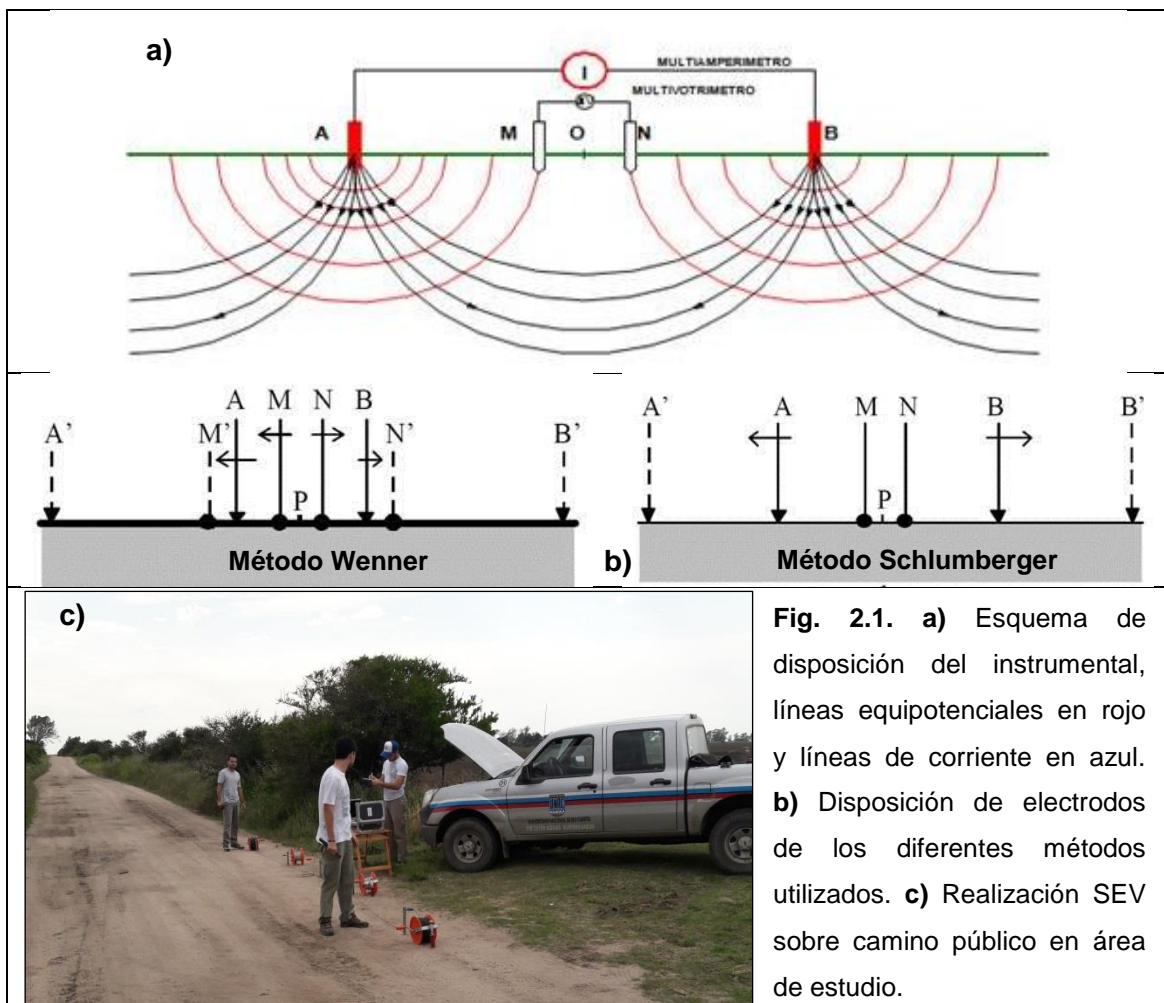 a)
I
MULTIAMPERIMETRO
MULTIVOTRIMETRO
A M O N B
A' M' A M N B N' B'
P
Método Wenner
b)
A' A M N B B'
P
Método Schlumberger
c)
Fig. 2.1. a) Esquema de
disposición del instrumental,
líneas equipotenciales en rojo
y líneas de corriente en azul.
b) Disposición de electrodos
de los diferentes métodos
utilizados. c) Realización SEV
sobre camino público en área
de estudio.